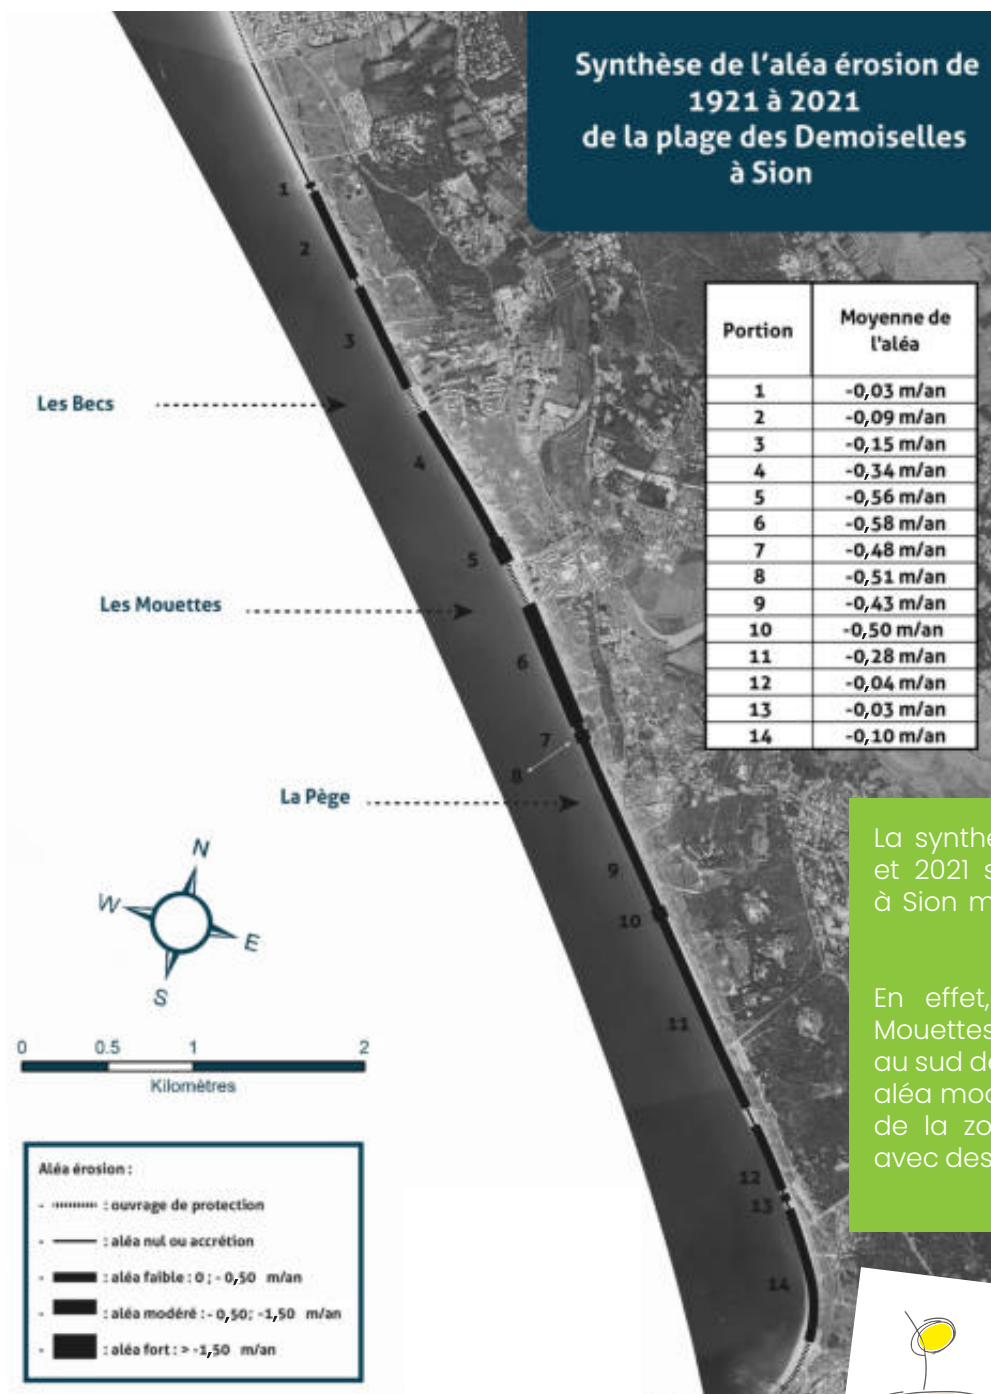 Synthèse de l'aléa érosion de
1921 à 2021
de la plage des Demoiselles
à Sion
Portion Moyenne de l'aléa
1 -0,03 m/an
2 -0,09 m/an
3 -0,15 m/an
4 -0,34 m/an
5 -0,56 m/an
6 -0,58 m/an
7 -0,48 m/an
8 -0,51 m/an
9 -0,43 m/an
10 -0,50 m/an
11 -0,28 m/an
12 -0,04 m/an
13 -0,03 m/an
14 -0,10 m/an
1
2
3
Les Becs
4
5
Les Mouettes
6
7
8
La Pège
9
10
11
12
13
14
N
W
E
S
0 0.5 1 2
Kilomètres
Aléa érosion :
- : ouvrage de protection
- : aléa nul ou accrétion
- : aléa faible : 0 ; - 0,50 m/an
- : aléa modéré : - 0,50; -1,50 m/an
- : aléa fort : > -1,50 m/an
La synthè
et 2021 s
à Sion m
En effet,
Mouettes
au sud de
aléa mod
de la zo
avec des